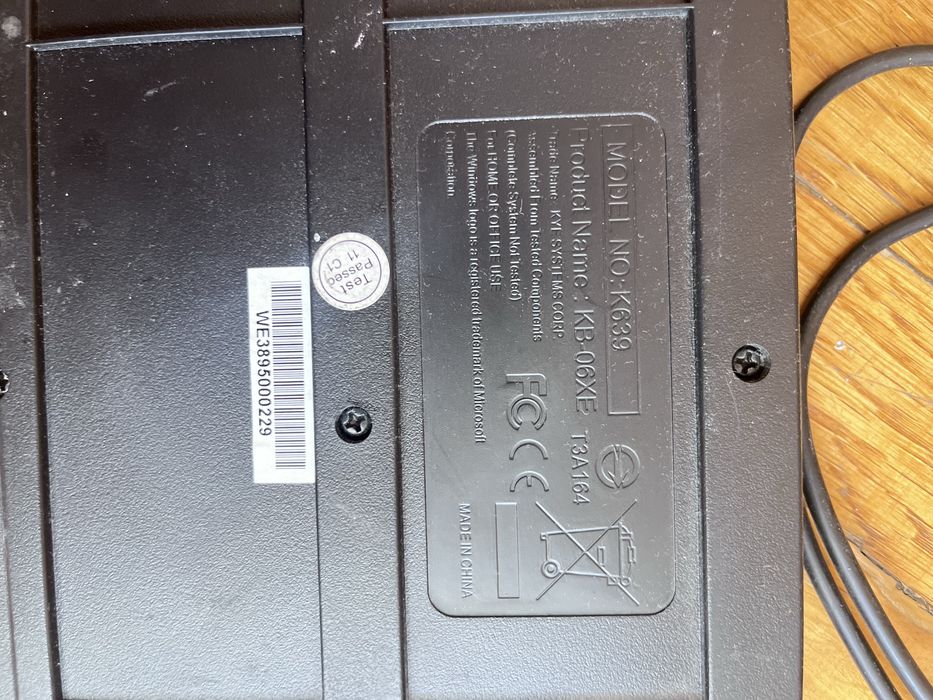 MODEL NO:K639
Product Name : KB-06XE T3A164
Trade Name : KYE SYSTEMS CORP.
Assembled From Tested Components
(Complete System Not Tested)
For HOME OR OFFICE USE
The Windows logo is a registered trademark of Microsoft
Corporation.
FC CE
MADE IN CHINA
Test
Passed
11 C1
WE3895000229